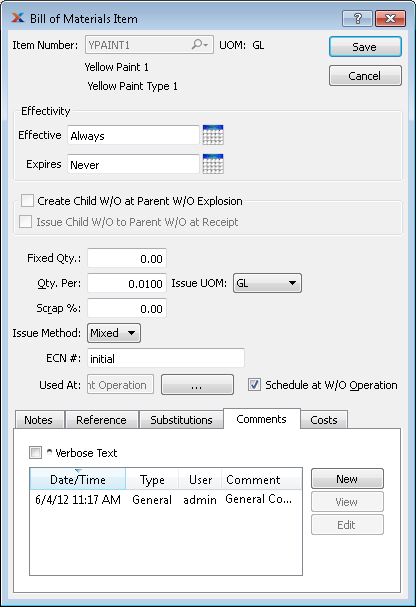 Bill of Materials Item
Item Number: YPAINT1 UOM: GL Save
Yellow Paint 1
Yellow Paint Type 1 Cancel
Effectivity
Effective Always
Expires Never
Create Child W/O at Parent W/O Explosion
Issue Child W/O to Parent W/O at Receipt
Fixed Qty.: 0.00
Qty. Per: 0.0100 Issue UOM: GL
Scrap %: 0.00
Issue Method: Mixed
ECN #: initial
Used At: nt Operation ... Schedule at W/O Operation
Notes Reference Substitutions Comments Costs
^ Verbose Text
Date/Time Type User Comment New
6/4/12 11:17 AM General admin General Co... View
Edit